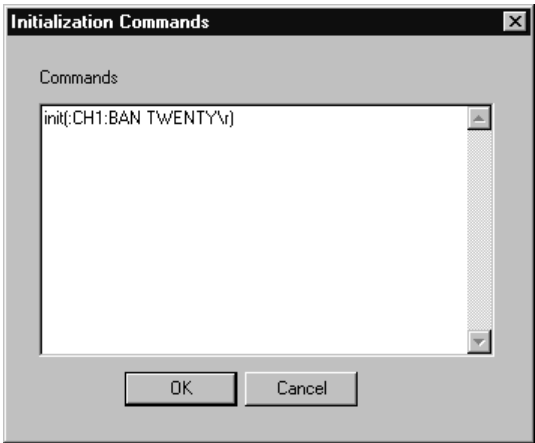 Initialization Commands
Commands
init(:CH1:BAN TWENTY\r)
OK
Cancel